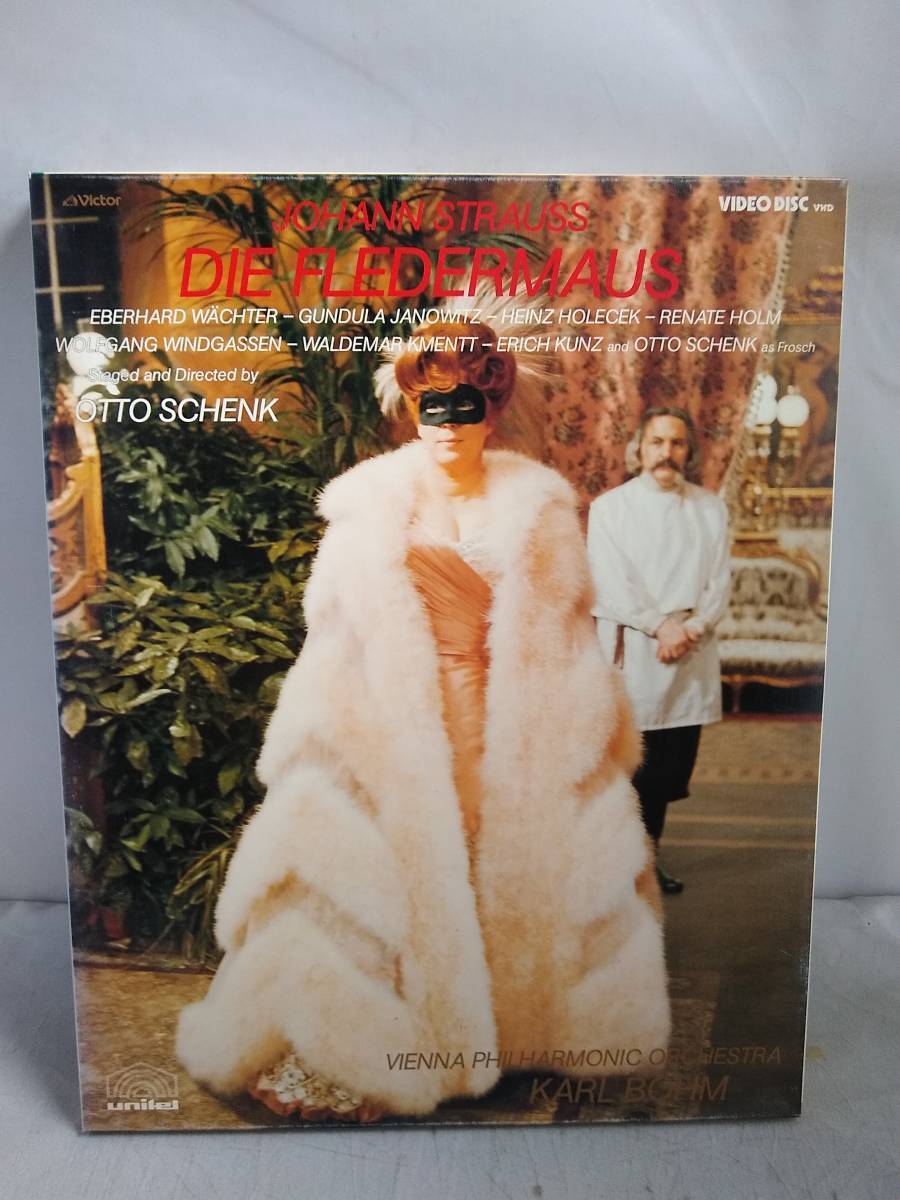 Victor
VIDEO DISC VHD
JOHANN STRAUSS
DIE FLEDERMAUS
EBERHARD WÄCHTER – GUNDULA JANOWITZ – HEINZ HOLECEK – RENATE HOLM
WOLFGANG WINDGASSEN – WALDEMAR KMENTT – ERICH KUNZ and OTTO SCHENK as Frosch
Staged and Directed by
OTTO SCHENK
VIENNA PHILHARMONIC ORCHESTRA
KARL BÖHM
unitel